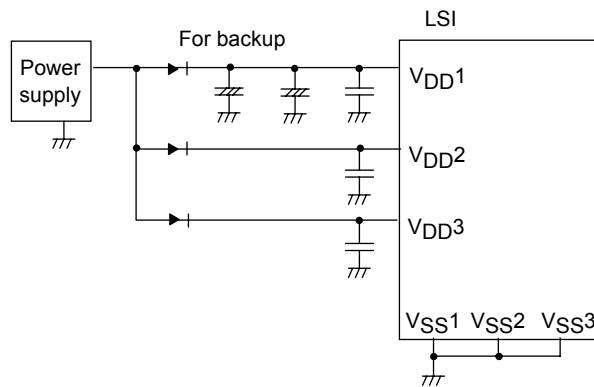 LSI
For backup
Power
supply
VDD1
VDD2
VDD3
VSS1 VSS2 VSS3